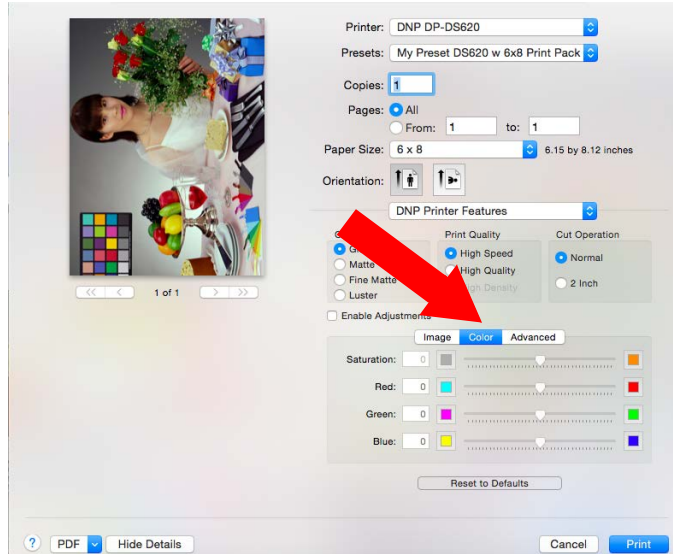 Printer: DNP DP-DS620
Presets: My Preset DS620 w 6x8 Print Pack
Copies: 1
Pages: All
From: 1 to: 1
Paper Size: 6 x 8 6.15 by 8.12 inches
Orientation:
DNP Printer Features
Print Quality Cut Operation
High Speed Normal
Matte High Quality
Fine Matte High Density 2 Inch
Luster
Enable Adjustments
Image Color Advanced
Saturation: 0
Red: 0
Green: 0
Blue: 0
Reset to Defaults
<< < 1 of 1 > >>
? PDF Hide Details Cancel Print